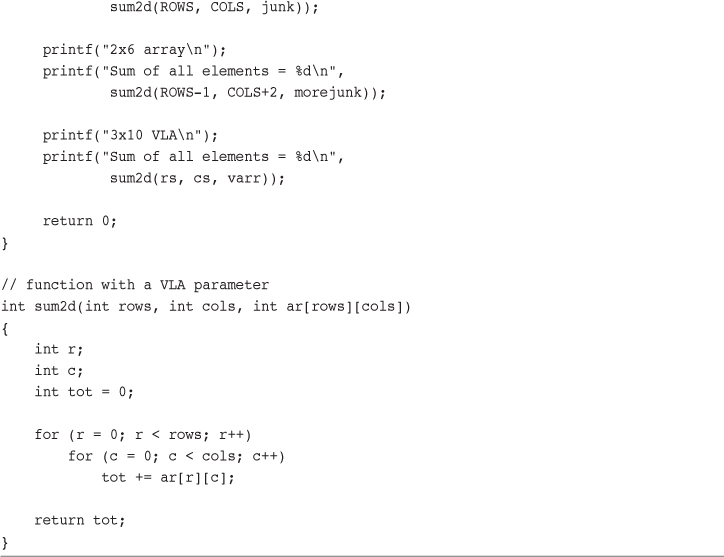 sum2d(ROWS, COLS, junk));

     printf("2x6 array\n");
     printf("Sum of all elements = %d\n",
             sum2d(ROWS-1, COLS+2, morejunk));

     printf("3x10 VLA\n");
     printf("Sum of all elements = %d\n",
             sum2d(rs, cs, varr));

     return 0;
}

// function with a VLA parameter
int sum2d(int rows, int cols, int ar[rows][cols])
{
    int r;
    int c;
    int tot = 0;

    for (r = 0; r < rows; r++)
        for (c = 0; c < cols; c++)
            tot += ar[r][c];

    return tot;
}